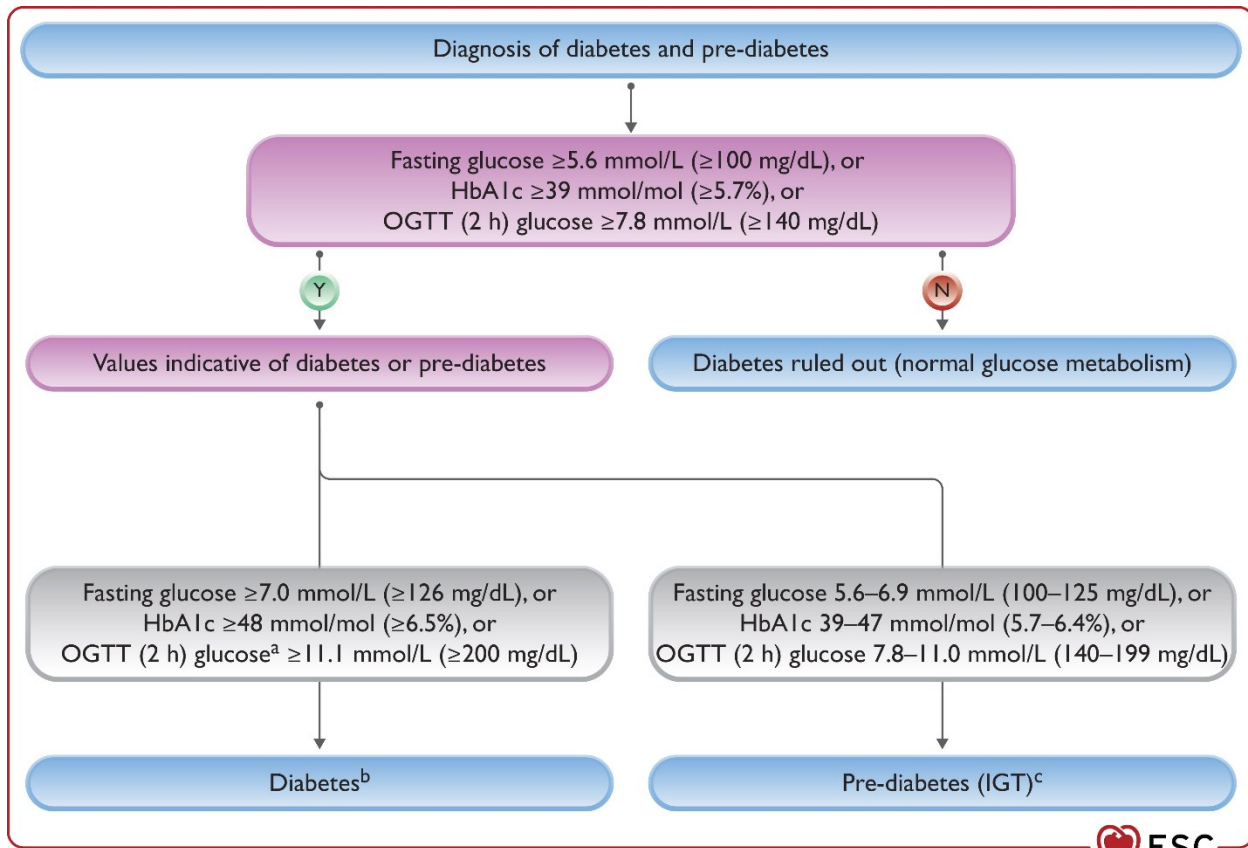 Diagnosis of diabetes and pre-diabetes
Fasting glucose ≥5.6 mmol/L (≥100 mg/dL), or
HbA1c ≥39 mmol/mol (≥5.7%), or
OGTT (2 h) glucose ≥7.8 mmol/L (≥140 mg/dL)
Y
N
Values indicative of diabetes or pre-diabetes
Diabetes ruled out (normal glucose metabolism)
Fasting glucose ≥7.0 mmol/L (≥126 mg/dL), or
HbA1c ≥48 mmol/mol (≥6.5%), or
OGTT (2 h) glucoseᵃ ≥11.1 mmol/L (≥200 mg/dL)
Fasting glucose 5.6–6.9 mmol/L (100–125 mg/dL), or
HbA1c 39–47 mmol/mol (5.7–6.4%), or
OGTT (2 h) glucose 7.8–11.0 mmol/L (140–199 mg/dL)
Diabetesᵇ
Pre-diabetes (IGT)ᶜ
ESC